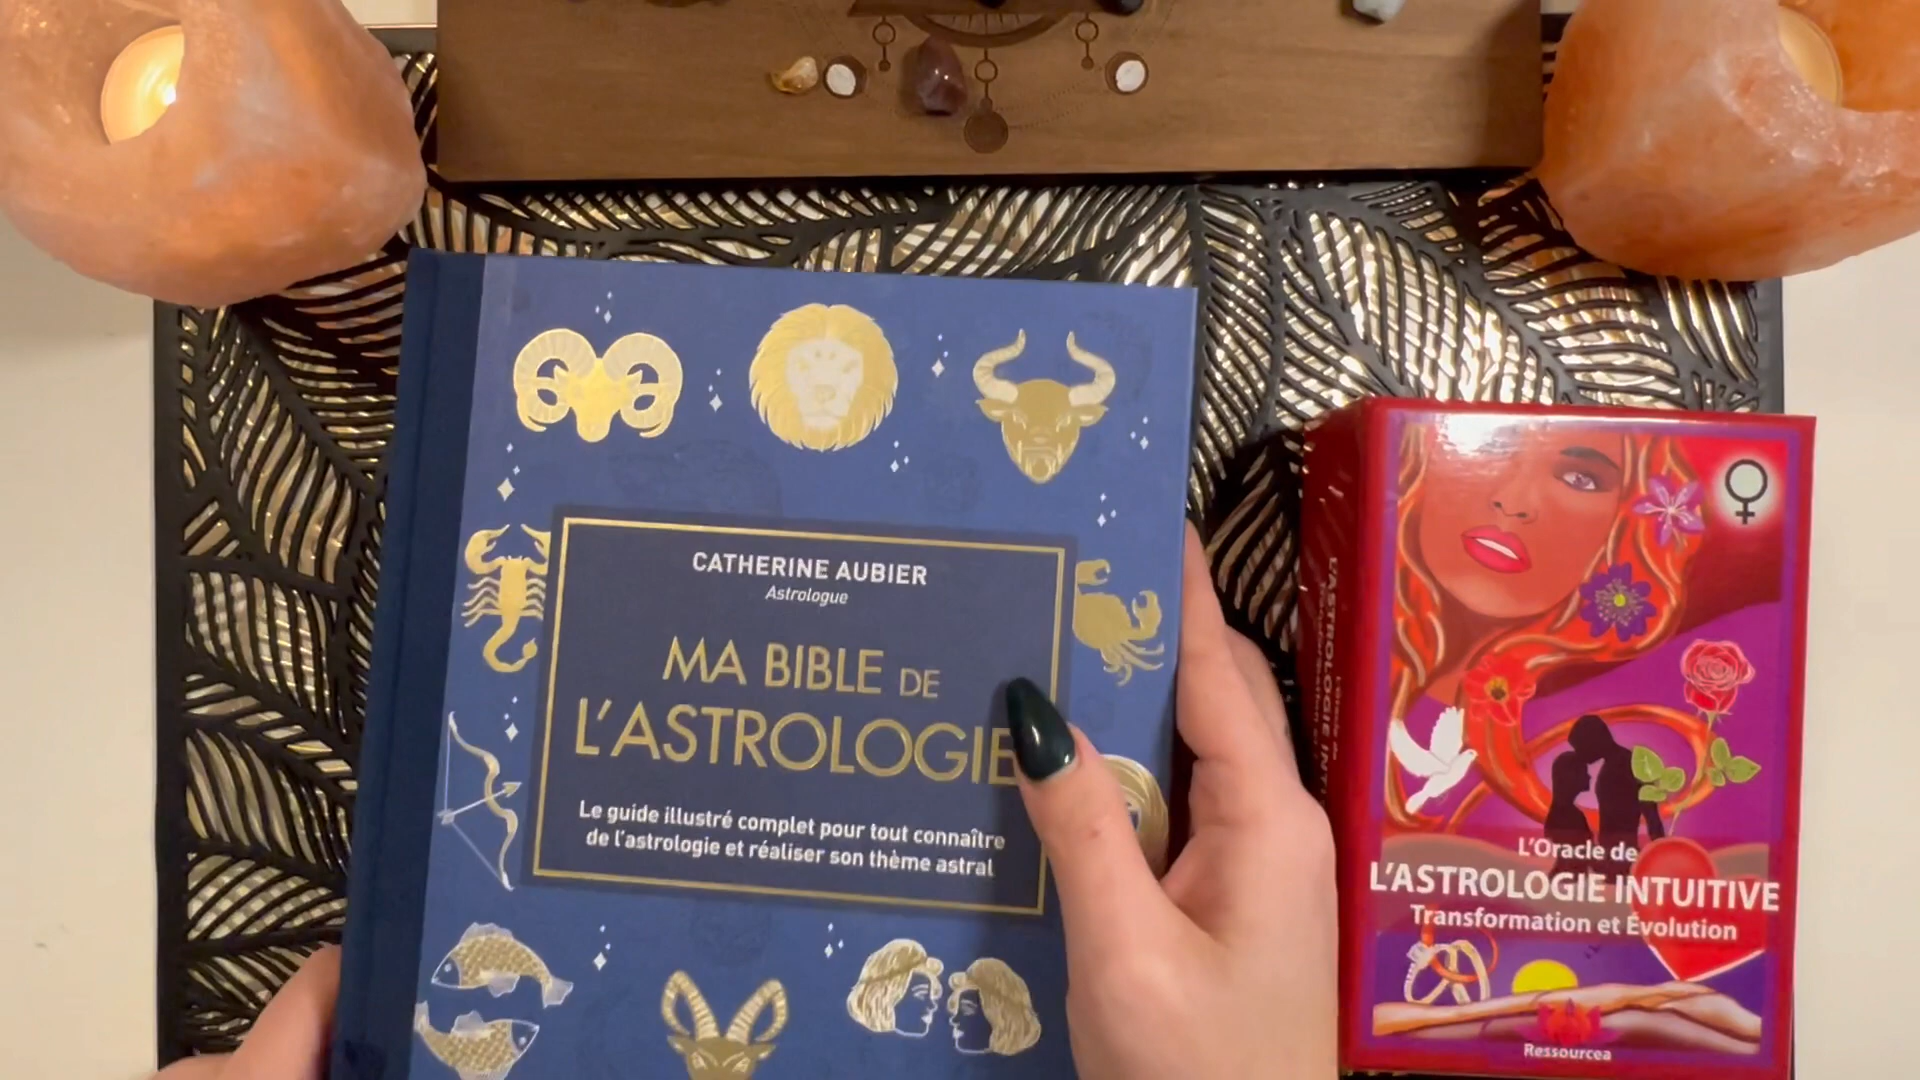 CATHERINE AUBIER
Astrologue
MA BIBLE DE
L'ASTROLOGIE
Le guide illustré complet pour tout connaître
de l'astrologie et réaliser son thème astral
L'Oracle de
L'ASTROLOGIE INTUITIVE
Transformation et Évolution
Ressourcea